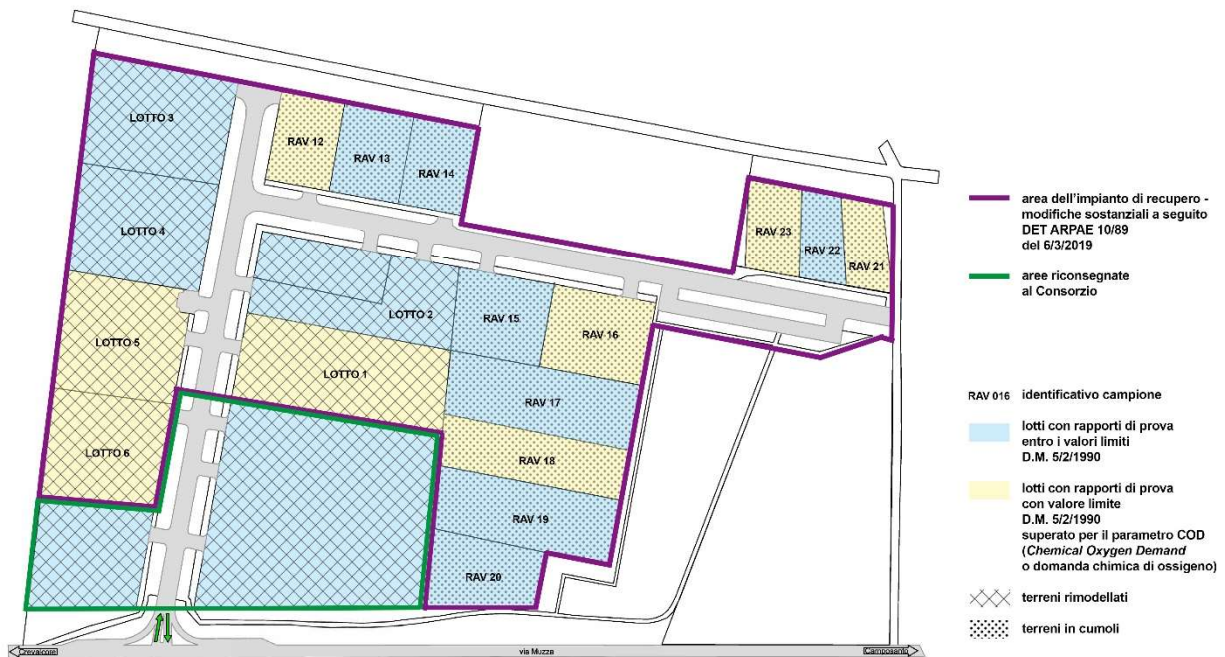 LOTTO 3
RAV 12
RAV 13
RAV 14
LOTTO 4
RAV 23
RAV 22
RAV 21
LOTTO 2
RAV 15
RAV 16
LOTTO 5
LOTTO 1
RAV 17
LOTTO 6
RAV 18
RAV 19
RAV 20
Crevalcore
via Muzza
Camposanto
area dell'impianto di recupero -
modifiche sostanziali a seguito
DET ARPAE 10/89
del 6/3/2019
aree riconsegnate
al Consorzio
RAV 016 identificativo campione
lotti con rapporti di prova
entro i valori limiti
D.M. 5/2/1990
lotti con rapporti di prova
con valore limite
D.M. 5/2/1990
superato per il parametro COD
(Chemical Oxygen Demand
o domanda chimica di ossigeno)
terreni rimodellati
terreni in cumoli